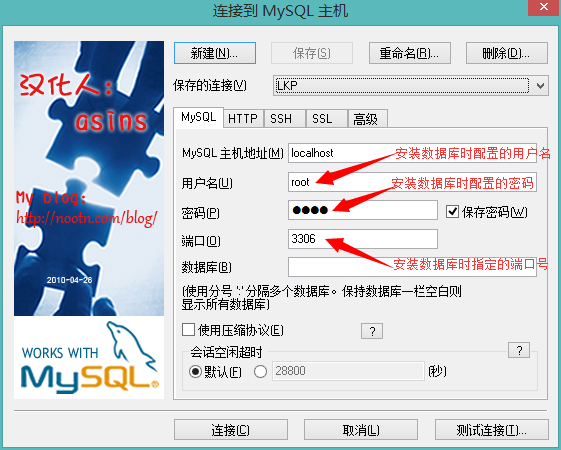 连接到 MySQL 主机
汉化人:
asins
My blog:
http://nootn.com/blog/
2010-04-26
WORKS WITH
MySQL®
新建(N)...
保存(S)
重命名(R)...
删除(D)...
保存的连接(V)
LKP
MySQL
HTTP
SSH
SSL
高级
MySQL 主机地址(M)
localhost
安装数据库时配置的用户名
用户名(U)
root
安装数据库时配置的密码
密码(P)
●●●●
保存密码(W)
端口(O)
3306
安装数据库时指定的端口号
数据库(B)
(使用分号 ';' 分隔多个数据库。保持数据库一栏空白则
显示所有数据库)
使用压缩协议(E)
?
会话空闲超时
?
默认(F)
28800
(秒)
连接(C)
取消(L)
测试连接(T)...